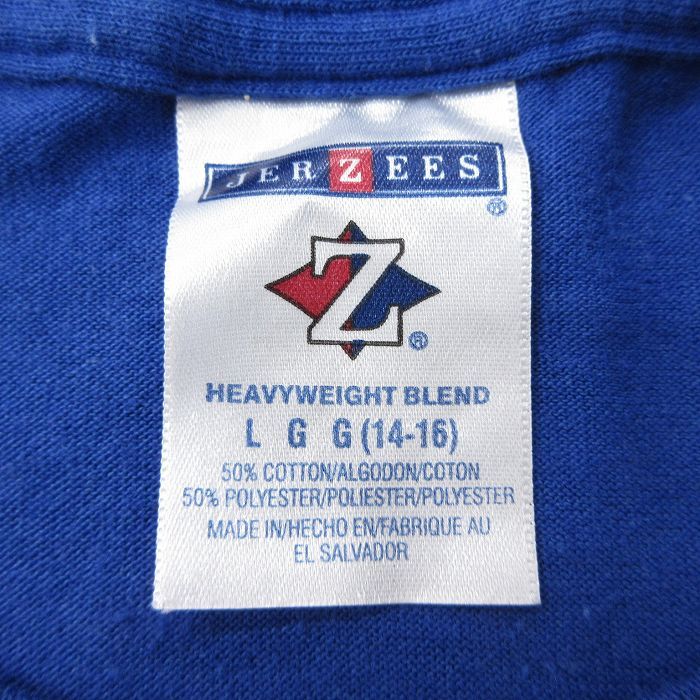 JERZEES
®
Z
®
HEAVYWEIGHT BLEND
L G G (14-16)
50% COTTON/ALGODON/COTON
50% POLYESTER/POLIESTER/POLYESTER
MADE IN/HECHO EN/FABRIQUE AU
EL SALVADOR